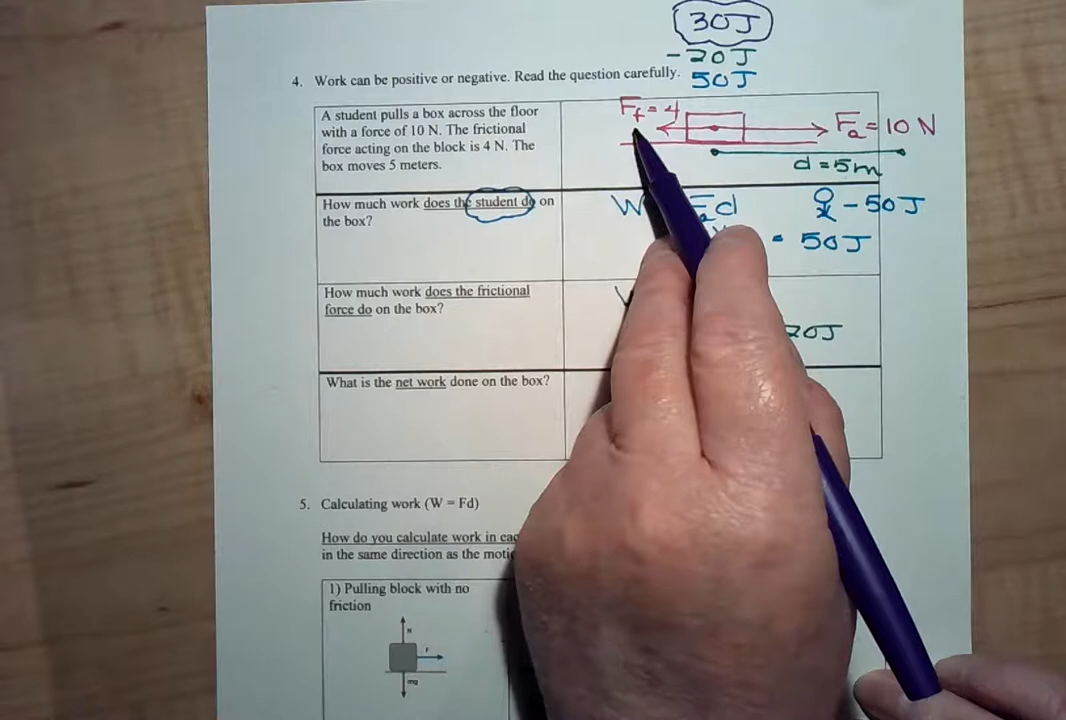 30J
-20J
50J
4. Work can be positive or negative. Read the question carefully.
A student pulls a box across the floor
with a force of 10 N. The frictional
force acting on the block is 4 N. The
box moves 5 meters.
Ff = 4
Fa = 10 N
d = 5m
How much work does the student do on
the box?
W
Fad
- 50J
= 50J
How much work does the frictional
force do on the box?
20J
What is the net work done on the box?
5. Calculating work (W = Fd)
How do you calculate work in
in the same direction as the
1) Pulling block with no
friction
N
F
mg